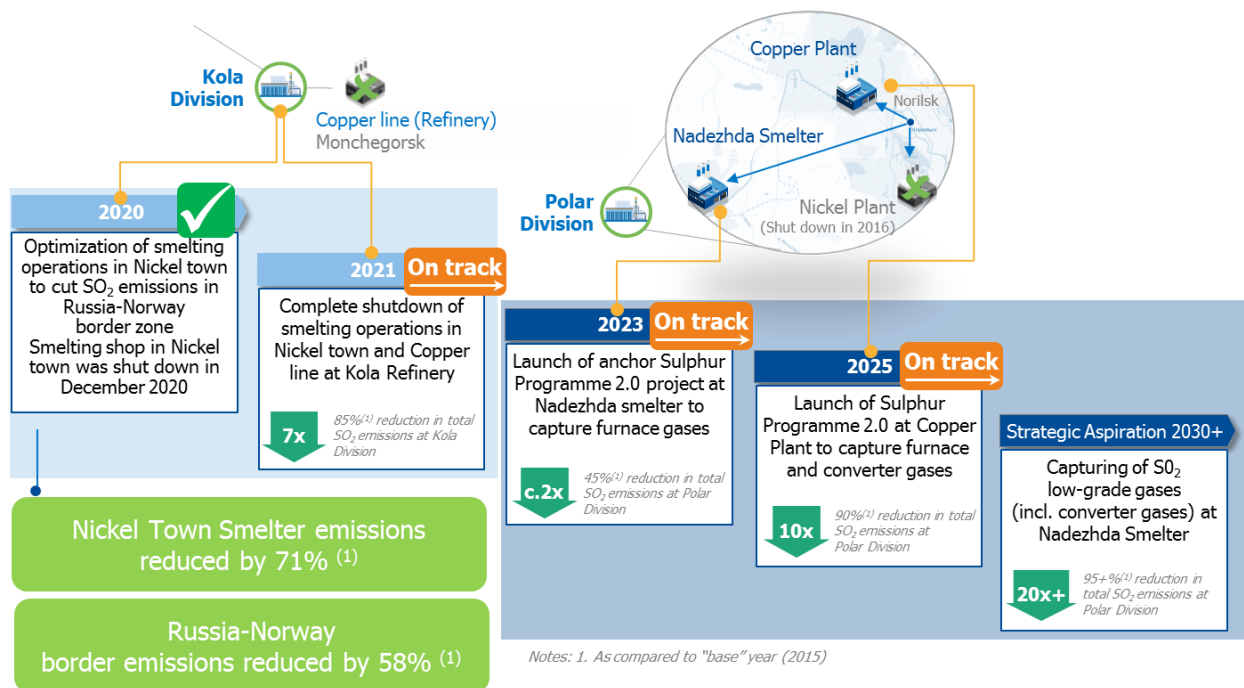 Kola
Division
Copper line (Refinery)
Monchegorsk
Copper Plant
Norilsk
Nadezhda Smelter
Polar
Division
Nickel Plant
(Shut down in 2016)
2020
Optimization of smelting
operations in Nickel town
to cut SO₂ emissions in
Russia-Norway
border zone
Smelting shop in Nickel
town was shut down in
December 2020
2021
On track
Complete shutdown of
smelting operations in
Nickel town and Copper
line at Kola Refinery
7x
85%⁽¹⁾ reduction in total
SO₂ emissions at Kola
Division
2023
On track
Launch of anchor Sulphur
Programme 2.0 project at
Nadezhda smelter to
capture furnace gases
c.2x
45%⁽¹⁾ reduction in total
SO₂ emissions at Polar
Division
2025
On track
Launch of Sulphur
Programme 2.0 at Copper
Plant to capture furnace
and converter gases
10x
90%⁽¹⁾ reduction in total
SO₂ emissions at
Polar Division
Strategic Aspiration 2030+
Capturing of S0₂
low-grade gases
(incl. converter gases) at
Nadezhda Smelter
20x+
95+%⁽¹⁾ reduction in
total SO₂ emissions at
Polar Division
Nickel Town Smelter emissions
reduced by 71% ⁽¹⁾
Russia-Norway
border emissions reduced by 58% ⁽¹⁾
Notes: 1. As compared to "base" year (2015)